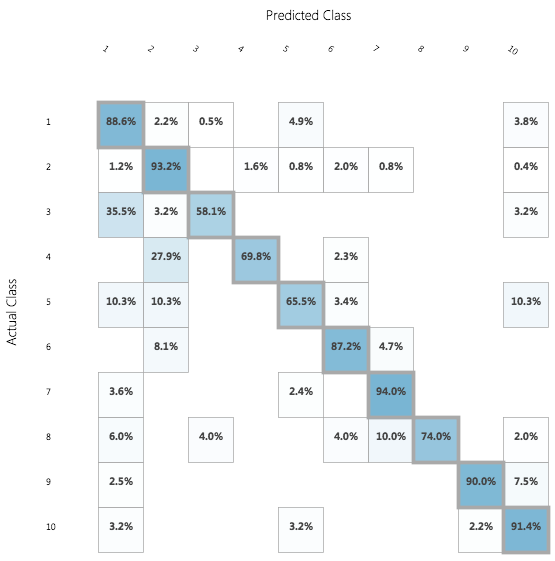 Predicted Class
1 2 3 4 5 6 7 8 9 10
Actual Class
1 88.6% 2.2% 0.5% 4.9% 3.8%
2 1.2% 93.2% 1.6% 0.8% 2.0% 0.8% 0.4%
3 35.5% 3.2% 58.1% 3.2%
4 27.9% 69.8% 2.3%
5 10.3% 10.3% 65.5% 3.4% 10.3%
6 8.1% 87.2% 4.7%
7 3.6% 2.4% 94.0%
8 6.0% 4.0% 4.0% 10.0% 74.0% 2.0%
9 2.5% 90.0% 7.5%
10 3.2% 3.2% 2.2% 91.4%